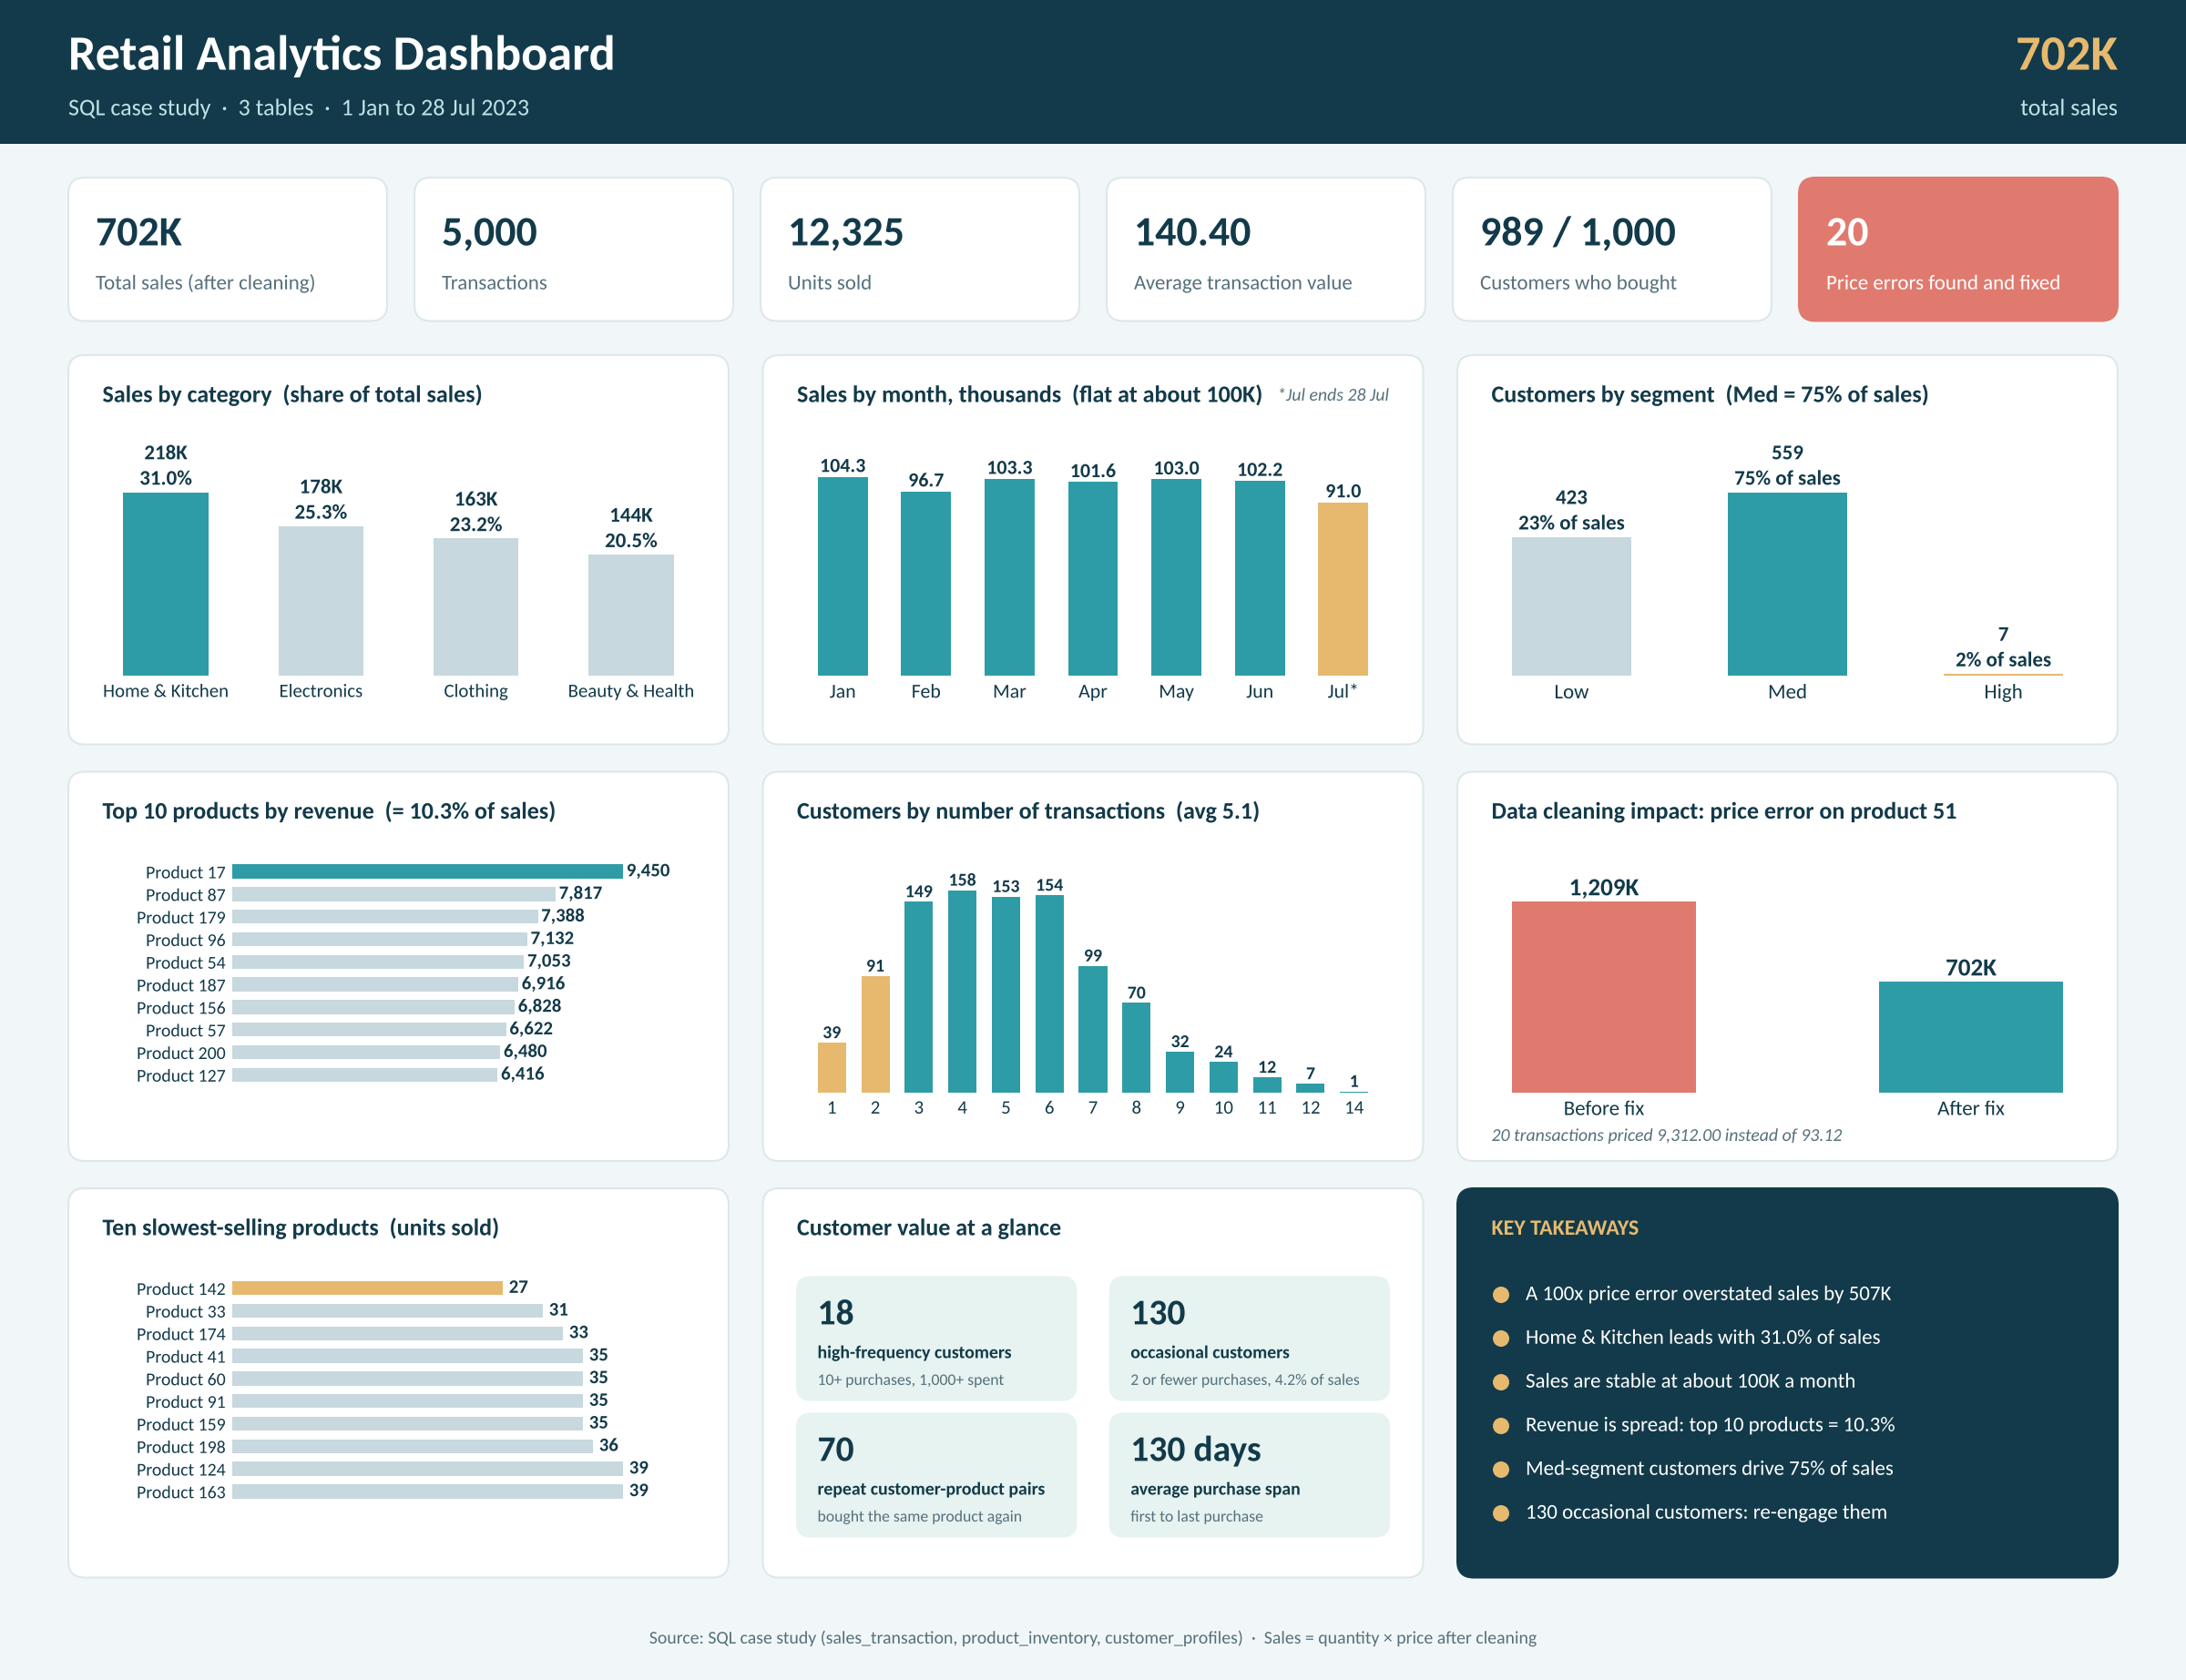 Retail Analytics Dashboard
SQL case study · 3 tables · 1 Jan to 28 Jul 2023
702K
total sales
702K
Total sales (after cleaning)
5,000
Transactions
12,325
Units sold
140.40
Average transaction value
989 / 1,000
Customers who bought
20
Price errors found and fixed
Sales by category (share of total sales)
218K
31.0%
178K
25.3%
163K
23.2%
144K
20.5%
Home & Kitchen
Electronics
Clothing
Beauty & Health
Sales by month, thousands (flat at about 100K) *Jul ends 28 Jul
104.3
96.7
103.3
101.6
103.0
102.2
91.0
Jan
Feb
Mar
Apr
May
Jun
Jul*
Customers by segment (Med = 75% of sales)
423
23% of sales
559
75% of sales
7
2% of sales
Low
Med
High
Top 10 products by revenue (= 10.3% of sales)
Product 17 9,450
Product 87 7,817
Product 179 7,388
Product 96 7,132
Product 54 7,053
Product 187 6,916
Product 156 6,828
Product 57 6,622
Product 200 6,480
Product 127 6,416
Customers by number of transactions (avg 5.1)
39
91
149
158
153
154
99
70
32
24
12
7
1
1 2 3 4 5 6 7 8 9 10 11 12 14
Data cleaning impact: price error on product 51
1,209K
702K
Before fix
After fix
20 transactions priced 9,312.00 instead of 93.12
Ten slowest-selling products (units sold)
Product 142 27
Product 33 31
Product 174 33
Product 41 35
Product 60 35
Product 91 35
Product 159 35
Product 198 36
Product 124 39
Product 163 39
Customer value at a glance
18
high-frequency customers
10+ purchases, 1,000+ spent
130
occasional customers
2 or fewer purchases, 4.2% of sales
70
repeat customer-product pairs
bought the same product again
130 days
average purchase span
first to last purchase
KEY TAKEAWAYS
A 100x price error overstated sales by 507K
Home & Kitchen leads with 31.0% of sales
Sales are stable at about 100K a month
Revenue is spread: top 10 products = 10.3%
Med-segment customers drive 75% of sales
130 occasional customers: re-engage them
Source: SQL case study (sales_transaction, product_inventory, customer_profiles) · Sales = quantity × price after cleaning